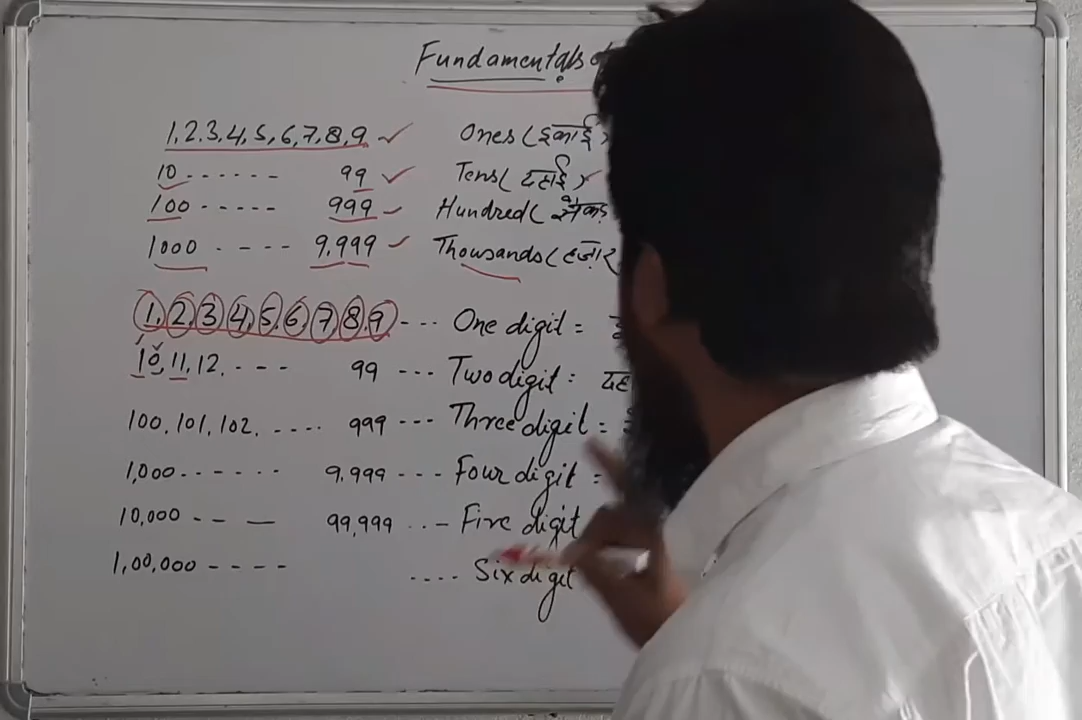 Fundamentals
1,2,3,4,5,6,7,8,9 Ones (इकाई)
10 ...... 99 Tens (दहाई)
100 ----- 999 Hundred (
1000 - --- 9,999 Thousands (हज़ार
1,2,3,4,5,6,7,8,9 --- One digit =
10,11,12, --- 99 --- Two digit =
100,101,102, .... 999 --- Three digit =
1,000 ...... 9,999 --- Four digit =
10,000 --- 99,999 ..- Five digit
1,00,000 ---- .... Six digit